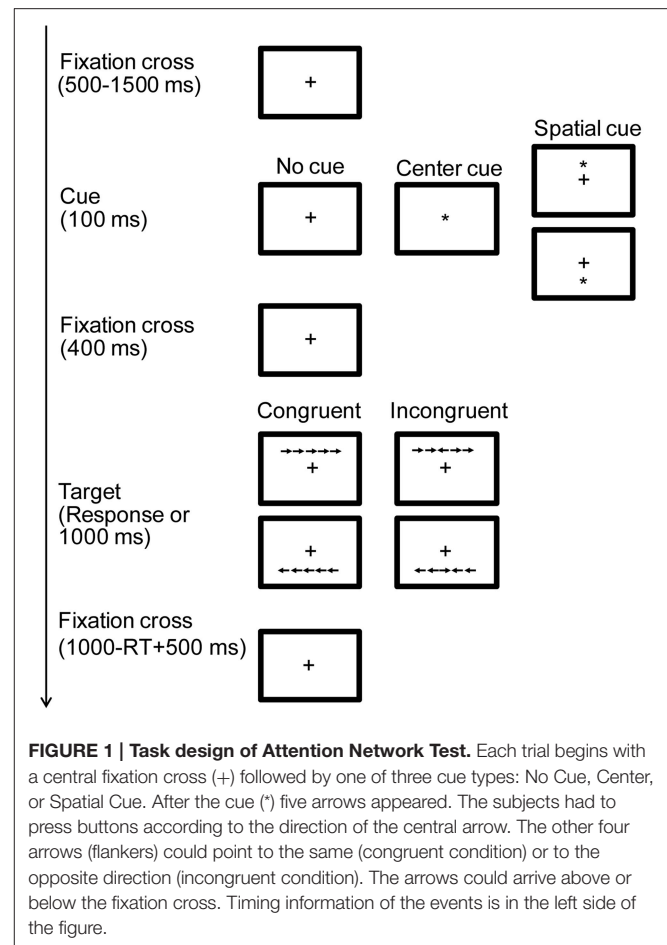 Fixation cross
(500-1500 ms)
+
Spatial cue
No cue
Center cue
*
+
Cue
(100 ms)
+
*
+
*
Fixation cross
(400 ms)
+
Congruent
Incongruent
→→→→→
+
→→←→→
+
Target
(Response or
1000 ms)
+
←←←←←
+
←←→←←
Fixation cross
(1000-RT+500 ms)
+
FIGURE 1 | Task design of Attention Network Test. Each trial begins with
a central fixation cross (+) followed by one of three cue types: No Cue, Center,
or Spatial Cue. After the cue (*) five arrows appeared. The subjects had to
press buttons according to the direction of the central arrow. The other four
arrows (flankers) could point to the same (congruent condition) or to the
opposite direction (incongruent condition). The arrows could arrive above or
below the fixation cross. Timing information of the events is in the left side of
the figure.